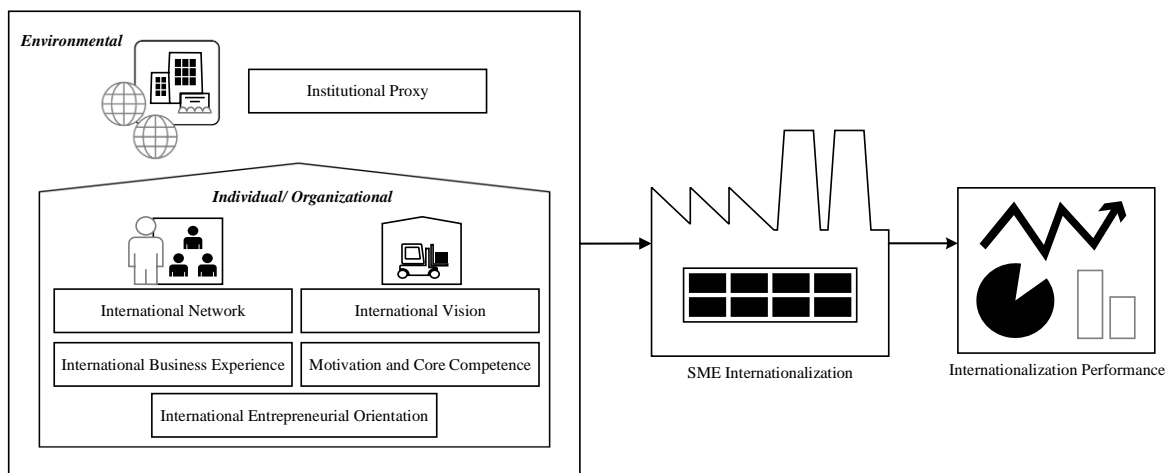 Environmental
Institutional Proxy
Individual/ Organizational
International Network
International Vision
International Business Experience
Motivation and Core Competence
International Entrepreneurial Orientation
SME Internationalization
Internationalization Performance